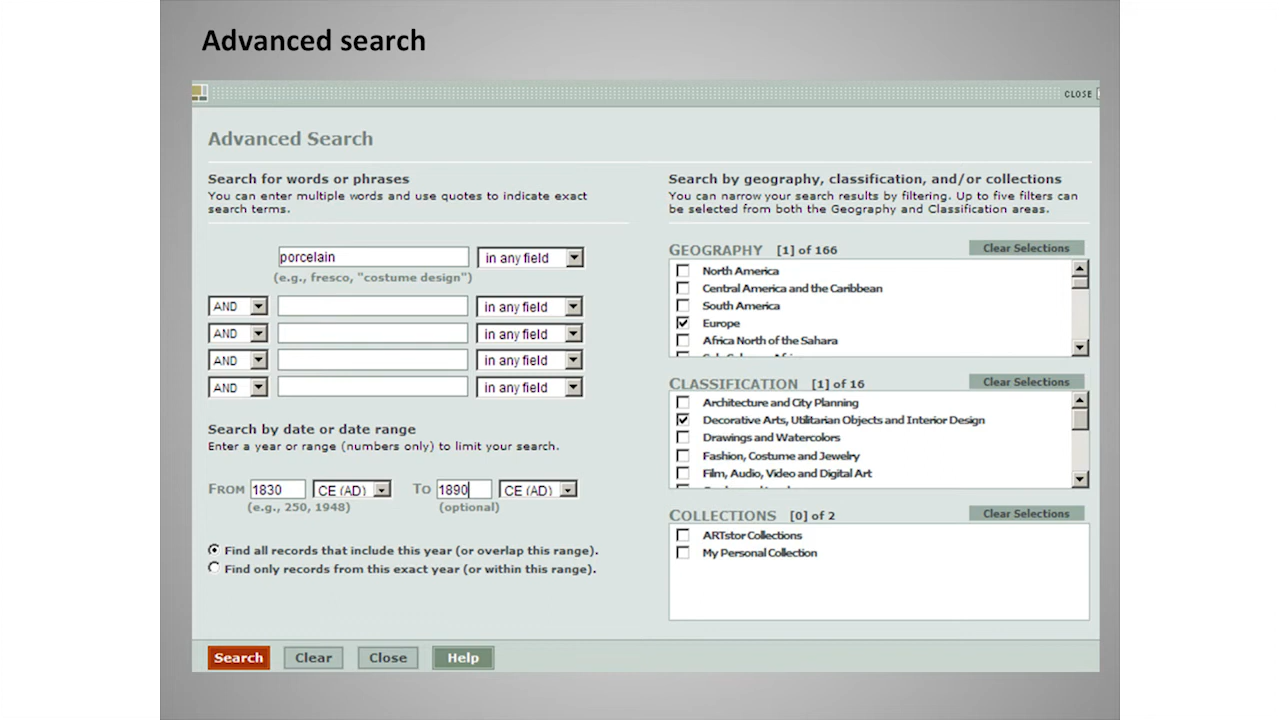 Advanced search
CLOSE
Advanced Search
Search for words or phrases
You can enter multiple words and use quotes to indicate exact
search terms.
porcelain
in any field
(e.g., fresco, "costume design")
AND
in any field
AND
in any field
AND
in any field
AND
in any field
Search by date or date range
Enter a year or range (numbers only) to limit your search.
FROM 1830 CE (AD) TO 1890 CE (AD)
(e.g., 250, 1948) (optional)
Find all records that include this year (or overlap this range).
Find only records from this exact year (or within this range).
Search by geography, classification, and/or collections
You can narrow your search results by filtering. Up to five filters can
be selected from both the Geography and Classification areas.
GEOGRAPHY [1] of 166 Clear Selections
North America
Central America and the Caribbean
South America
Europe
Africa North of the Sahara
CLASSIFICATION [1] of 16 Clear Selections
Architecture and City Planning
Decorative Arts, Utilitarian Objects and Interior Design
Drawings and Watercolors
Fashion, Costume and Jewelry
Film, Audio, Video and Digital Art
COLLECTIONS [0] of 2 Clear Selections
ARTstor Collections
My Personal Collection
Search Clear Close Help